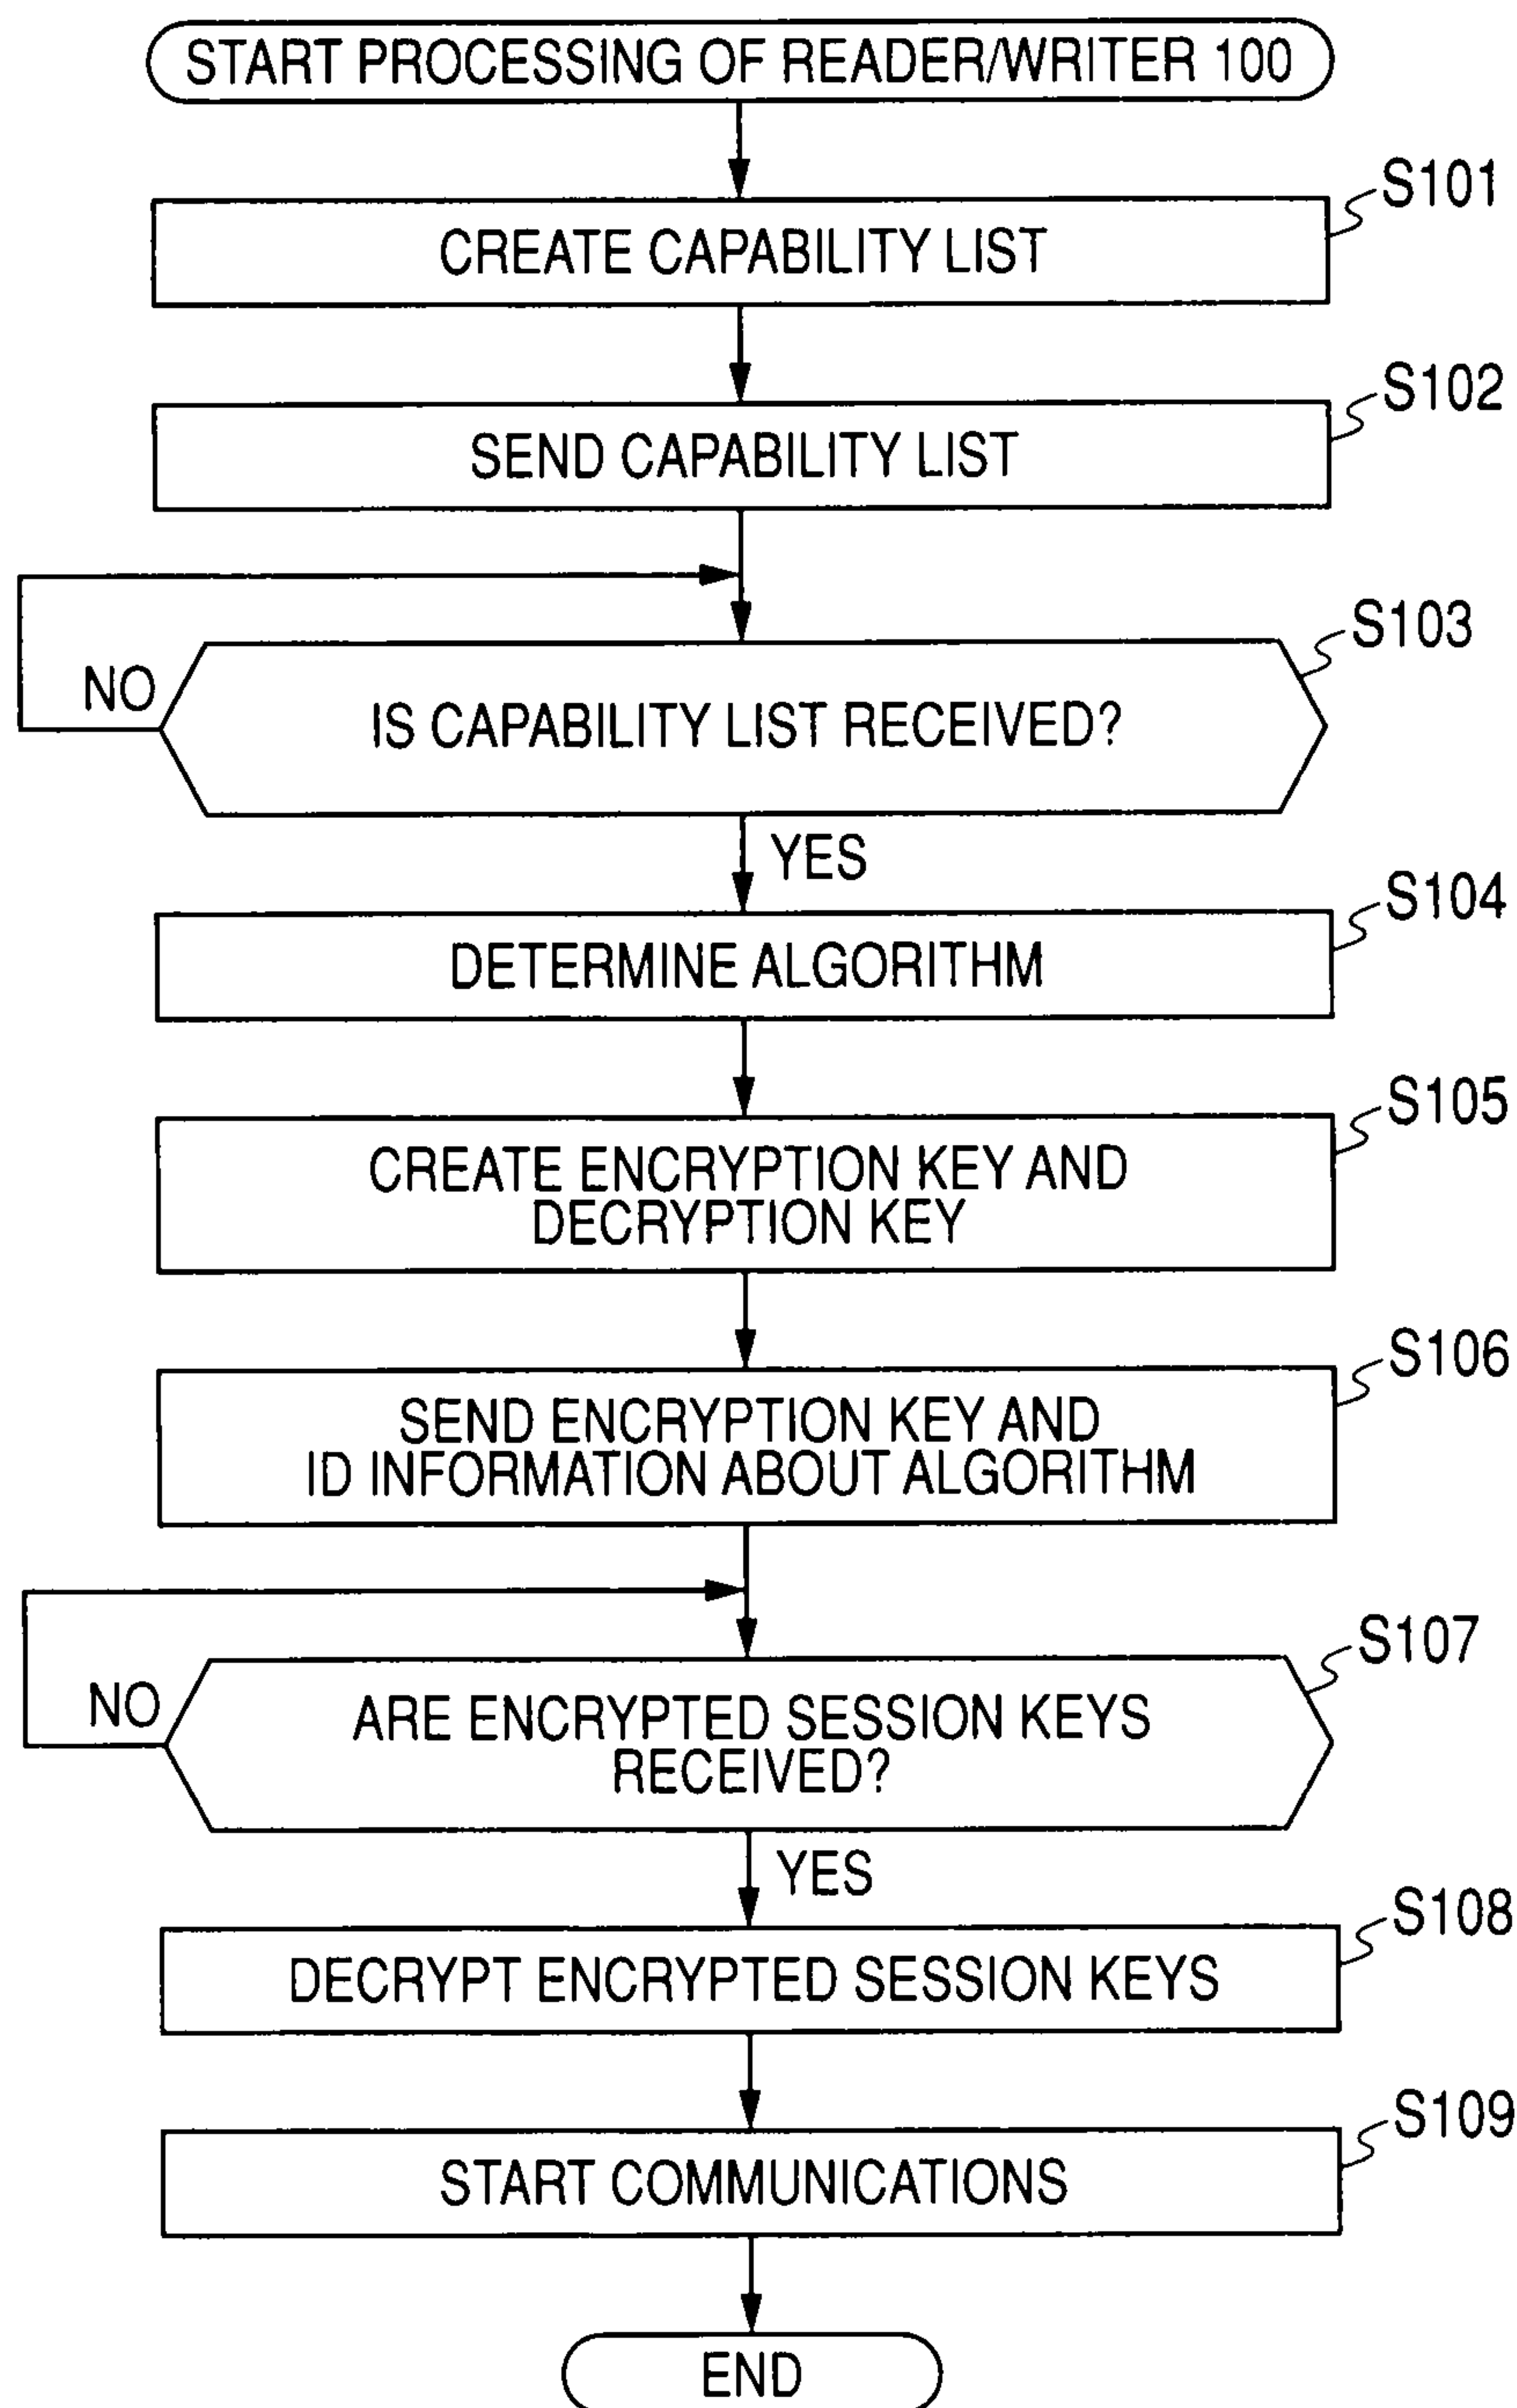 START PROCESSING OF READER/WRITER 100
S101
CREATE CAPABILITY LIST
S102
SEND CAPABILITY LIST
S103
NO
IS CAPABILITY LIST RECEIVED?
YES
S104
DETERMINE ALGORITHM
S105
CREATE ENCRYPTION KEY AND
DECRYPTION KEY
S106
SEND ENCRYPTION KEY AND
ID INFORMATION ABOUT ALGORITHM
S107
NO
ARE ENCRYPTED SESSION KEYS
RECEIVED?
YES
S108
DECRYPT ENCRYPTED SESSION KEYS
S109
START COMMUNICATIONS
END